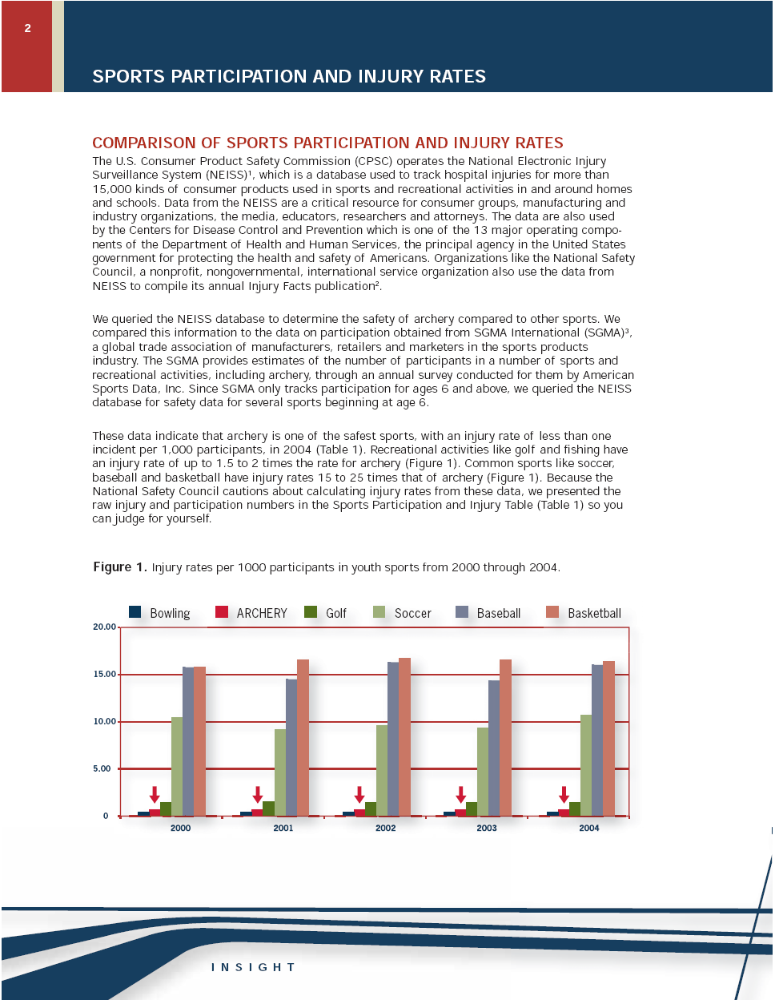 2
SPORTS PARTICIPATION AND INJURY RATES
COMPARISON OF SPORTS PARTICIPATION AND INJURY RATES
The U.S. Consumer Product Safety Commission (CPSC) operates the National Electronic Injury
Surveillance System (NEISS)¹, which is a database used to track hospital injuries for more than
15,000 kinds of consumer products used in sports and recreational activities in and around homes
and schools. Data from the NEISS are a critical resource for consumer groups, manufacturing and
industry organizations, the media, educators, researchers and attorneys. The data are also used
by the Centers for Disease Control and Prevention which is one of the 13 major operating compo-
nents of the Department of Health and Human Services, the principal agency in the United States
government for protecting the health and safety of Americans. Organizations like the National Safety
Council, a nonprofit, nongovernmental, international service organization also use the data from
NEISS to compile its annual Injury Facts publication².
We queried the NEISS database to determine the safety of archery compared to other sports. We
compared this information to the data on participation obtained from SGMA International (SGMA)³,
a global trade association of manufacturers, retailers and marketers in the sports products
industry. The SGMA provides estimates of the number of participants in a number of sports and
recreational activities, including archery, through an annual survey conducted for them by American
Sports Data, Inc. Since SGMA only tracks participation for ages 6 and above, we queried the NEISS
database for safety data for several sports beginning at age 6.
These data indicate that archery is one of the safest sports, with an injury rate of less than one
incident per 1,000 participants, in 2004 (Table 1). Recreational activities like golf and fishing have
an injury rate of up to 1.5 to 2 times the rate for archery (Figure 1). Common sports like soccer,
baseball and basketball have injury rates 15 to 25 times that of archery (Figure 1). Because the
National Safety Council cautions about calculating injury rates from these data, we presented the
raw injury and participation numbers in the Sports Participation and Injury Table (Table 1) so you
can judge for yourself.
Figure 1. Injury rates per 1000 participants in youth sports from 2000 through 2004.
Bowling ARCHERY Golf Soccer Baseball Basketball
20.00
15.00
10.00
5.00
0
2000 2001 2002 2003 2004
INSIGHT